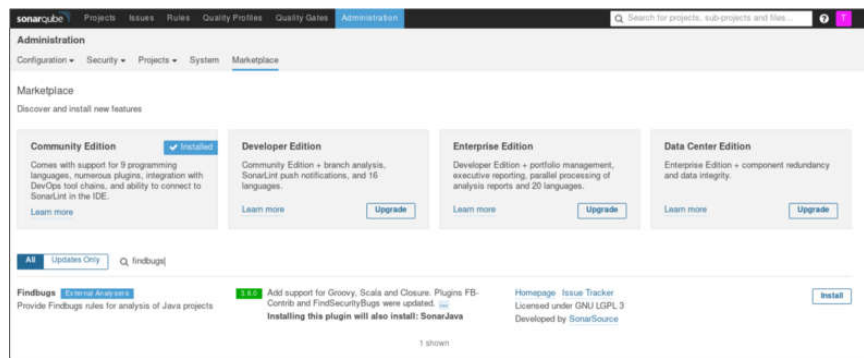 sonarqube Projects Issues Rules Quality Profiles Quality Gates Administration Search for projects, sub-projects and files... ? T
Administration
Configuration Security Projects System Marketplace
Marketplace
Discover and install new features
Community Edition Installed
Comes with support for 9 programming
languages, numerous plugins, integration with
DevOps tool chains, and ability to connect to
SonarLint in the IDE.
Learn more
Developer Edition
Community Edition + branch analysis,
SonarLint push notifications, and 16
languages.
Learn more Upgrade
Enterprise Edition
Developer Edition + portfolio management,
executive reporting, parallel processing of
analysis reports and 20 languages.
Learn more Upgrade
Data Center Edition
Enterprise Edition + component redundancy
and data integrity.
Learn more Upgrade
All Updates Only findbugs
Findbugs External Analysers
Provide Findbugs rules for analysis of Java projects
3.6.0 Add support for Groovy, Scala and Closure. Plugins FB-
Contrib and FindSecurityBugs were updated. ...
Installing this plugin will also install: SonarJava
Homepage Issue Tracker
Licensed under GNU LGPL 3
Developed by SonarSource
Install
1 shown